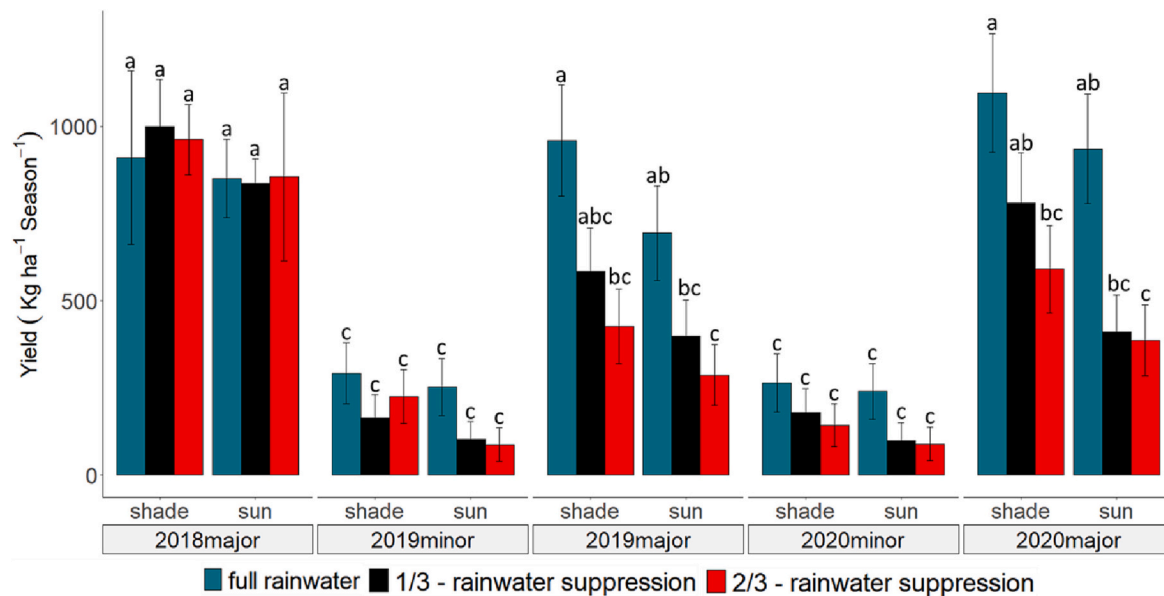 Yield ( Kg ha⁻¹ Season⁻¹)
1000
500
0
a a a a a a
c c c c c c
a abc bc ab bc c
c c c c c c
a ab bc ab bc c
shade sun shade sun shade sun shade sun shade sun
2018major 2019minor 2019major 2020minor 2020major
full rainwater 1/3 - rainwater suppression 2/3 - rainwater suppression